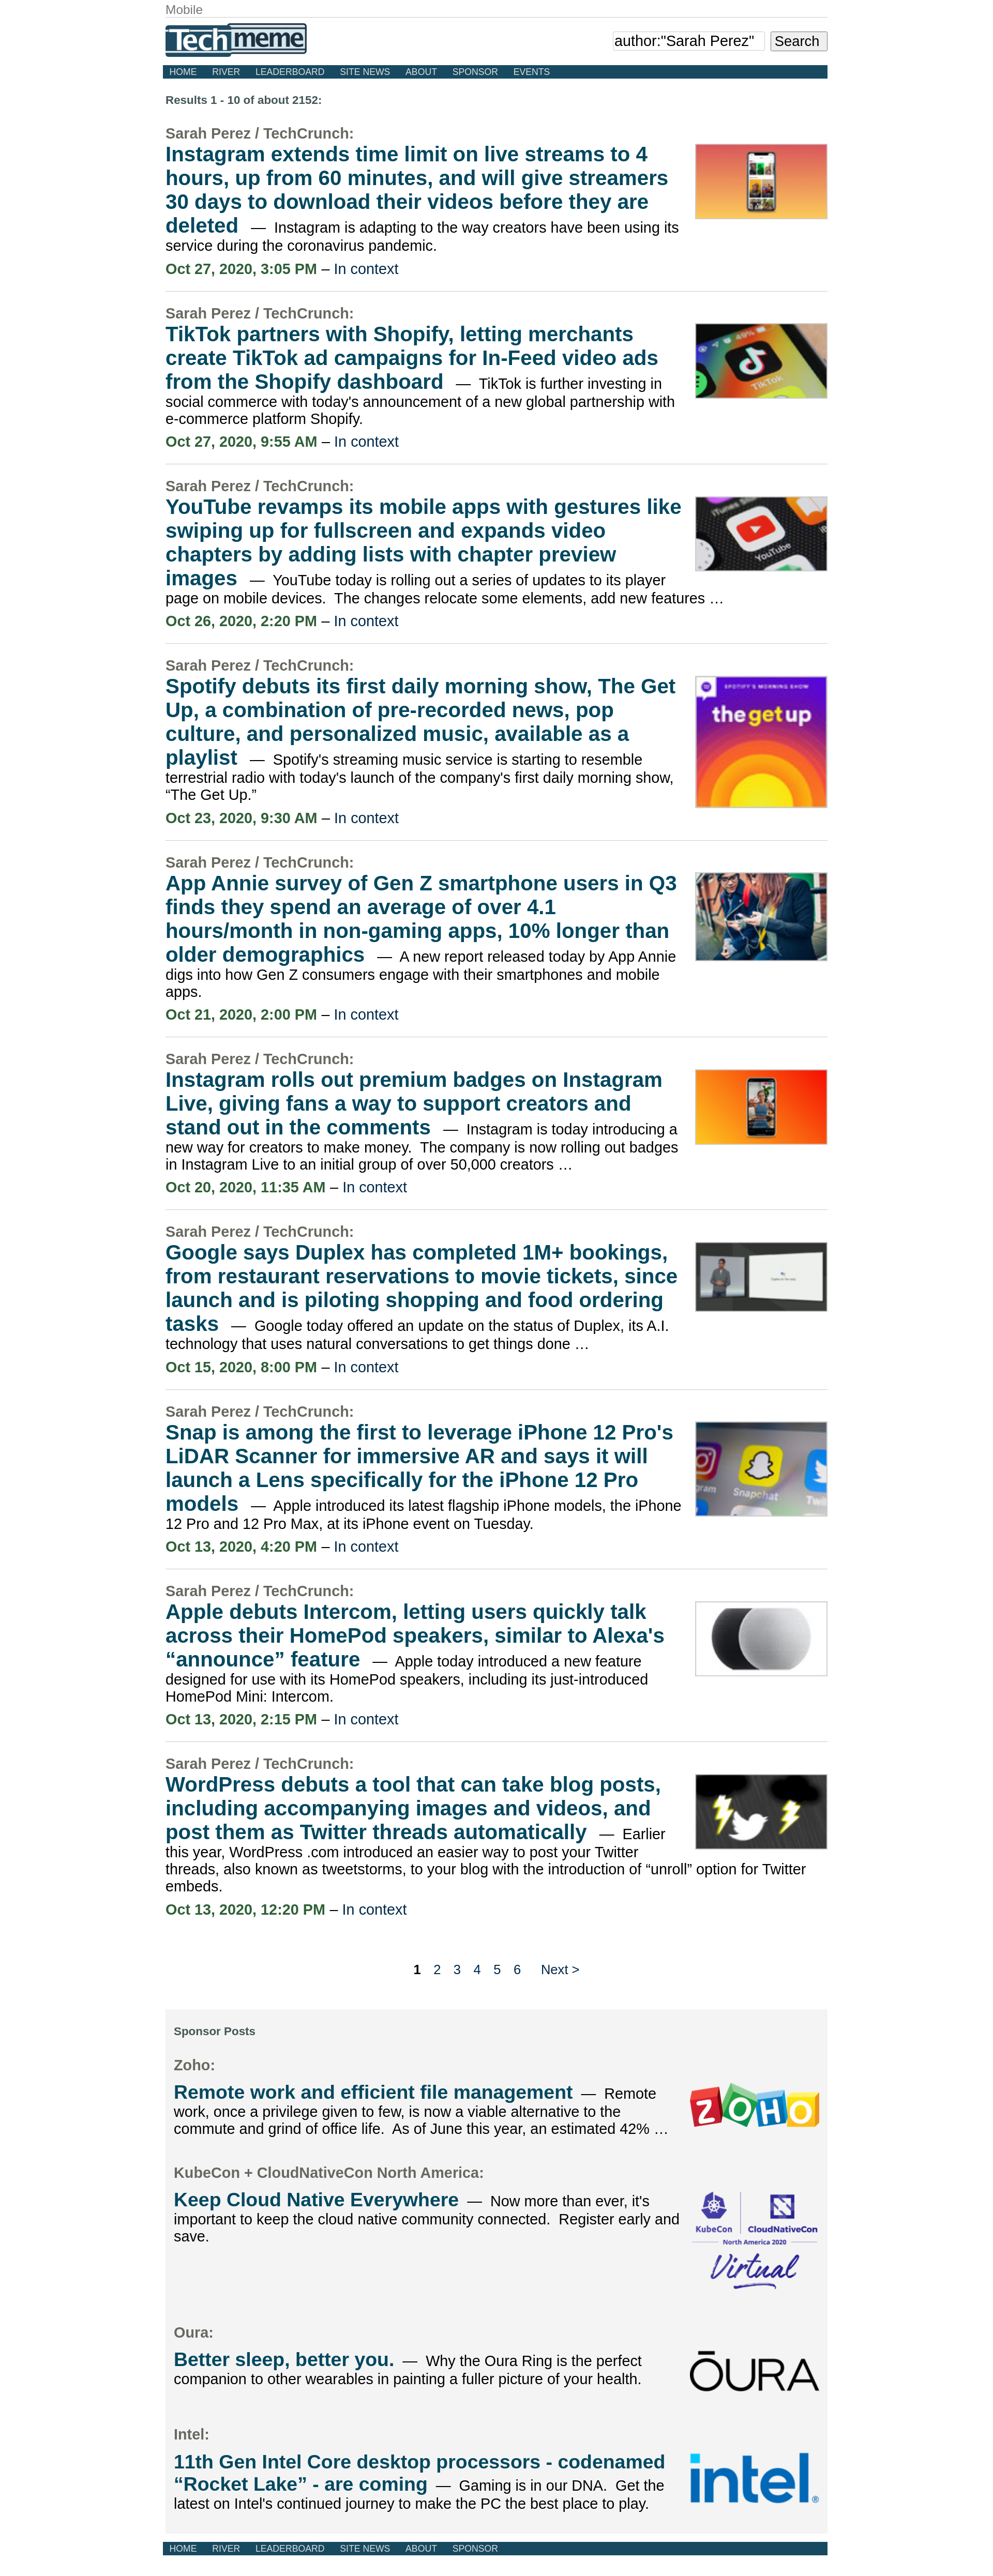 Mobile
Techmeme
author:"Sarah Perez"
Search
HOME RIVER LEADERBOARD SITE NEWS ABOUT SPONSOR EVENTS
Results 1 - 10 of about 2152:
Sarah Perez / TechCrunch:
Instagram extends time limit on live streams to 4
hours, up from 60 minutes, and will give streamers
30 days to download their videos before they are
deleted — Instagram is adapting to the way creators have been using its
service during the coronavirus pandemic.
Oct 27, 2020, 3:05 PM – In context
Sarah Perez / TechCrunch:
TikTok partners with Shopify, letting merchants
create TikTok ad campaigns for In-Feed video ads
from the Shopify dashboard — TikTok is further investing in
social commerce with today's announcement of a new global partnership with
e-commerce platform Shopify.
Oct 27, 2020, 9:55 AM – In context
49%
TikTok
Sarah Perez / TechCrunch:
YouTube revamps its mobile apps with gestures like
swiping up for fullscreen and expands video
chapters by adding lists with chapter preview
images — YouTube today is rolling out a series of updates to its player
page on mobile devices. The changes relocate some elements, add new features …
Oct 26, 2020, 2:20 PM – In context
YouTube
Sarah Perez / TechCrunch:
Spotify debuts its first daily morning show, The Get
Up, a combination of pre-recorded news, pop
culture, and personalized music, available as a
playlist — Spotify's streaming music service is starting to resemble
terrestrial radio with today's launch of the company's first daily morning show,
“The Get Up.”
Oct 23, 2020, 9:30 AM – In context
SPOTIFY'S MORNING SHOW
the get up
Sarah Perez / TechCrunch:
App Annie survey of Gen Z smartphone users in Q3
finds they spend an average of over 4.1
hours/month in non-gaming apps, 10% longer than
older demographics — A new report released today by App Annie
digs into how Gen Z consumers engage with their smartphones and mobile
apps.
Oct 21, 2020, 2:00 PM – In context
Sarah Perez / TechCrunch:
Instagram rolls out premium badges on Instagram
Live, giving fans a way to support creators and
stand out in the comments — Instagram is today introducing a
new way for creators to make money. The company is now rolling out badges
in Instagram Live to an initial group of over 50,000 creators …
Oct 20, 2020, 11:35 AM – In context
Sarah Perez / TechCrunch:
Google says Duplex has completed 1M+ bookings,
from restaurant reservations to movie tickets, since
launch and is piloting shopping and food ordering
tasks — Google today offered an update on the status of Duplex, its A.I.
technology that uses natural conversations to get things done …
Oct 15, 2020, 8:00 PM – In context
Sarah Perez / TechCrunch:
Snap is among the first to leverage iPhone 12 Pro's
LiDAR Scanner for immersive AR and says it will
launch a Lens specifically for the iPhone 12 Pro
models — Apple introduced its latest flagship iPhone models, the iPhone
12 Pro and 12 Pro Max, at its iPhone event on Tuesday.
Oct 13, 2020, 4:20 PM – In context
gram Snapchat Twit
Sarah Perez / TechCrunch:
Apple debuts Intercom, letting users quickly talk
across their HomePod speakers, similar to Alexa's
“announce” feature — Apple today introduced a new feature
designed for use with its HomePod speakers, including its just-introduced
HomePod Mini: Intercom.
Oct 13, 2020, 2:15 PM – In context
Sarah Perez / TechCrunch:
WordPress debuts a tool that can take blog posts,
including accompanying images and videos, and
post them as Twitter threads automatically — Earlier
this year, WordPress .com introduced an easier way to post your Twitter
threads, also known as tweetstorms, to your blog with the introduction of “unroll” option for Twitter
embeds.
Oct 13, 2020, 12:20 PM – In context
1 2 3 4 5 6 Next >
Sponsor Posts
Zoho:
Remote work and efficient file management — Remote
work, once a privilege given to few, is now a viable alternative to the
commute and grind of office life. As of June this year, an estimated 42% …
ZOHO
KubeCon + CloudNativeCon North America:
Keep Cloud Native Everywhere — Now more than ever, it's
important to keep the cloud native community connected. Register early and
save.
KubeCon CloudNativeCon
North America 2020
Virtual
Oura:
Better sleep, better you. — Why the Oura Ring is the perfect
companion to other wearables in painting a fuller picture of your health.
ŌURA
Intel:
11th Gen Intel Core desktop processors - codenamed
“Rocket Lake” - are coming — Gaming is in our DNA. Get the
latest on Intel's continued journey to make the PC the best place to play.
intel®
HOME RIVER LEADERBOARD SITE NEWS ABOUT SPONSOR